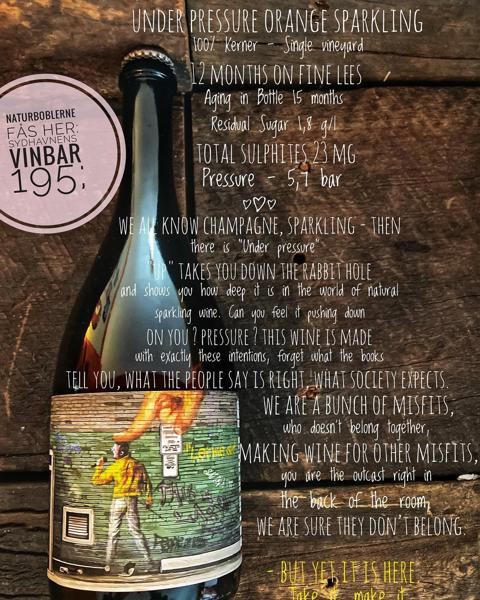 UNDER PRESSURE ORANGE SPARKLING
100% Kerner - Single vineyard
12 MONTHS ON FINE LEES
Aging in Bottle 15 months
Residual Sugar 1,8 g/l
TOTAL SULPHITES 23 MG
Pressure - 5,7 bar
NATURBOBLERNE
FÅS HER:
SYDHAVNENS
VINBAR
195,-
WE ALL KNOW CHAMPAGNE, SPARKLING - THEN
there is "Under pressure".
"UP" TAKES YOU DOWN THE RABBIT HOLE
and shows you how deep it is in the world of natural
sparkling wine. Can you feel it pushing down
ON YOU? PRESSURE? THIS WINE IS MADE
with exactly these intentions, forget what the books
TELL YOU, WHAT THE PEOPLE SAY IS RIGHT, WHAT SOCIETY EXPECTS.
WE ARE A BUNCH OF MISFITS,
who doesn't belong together,
MAKING WINE FOR OTHER MISFITS,
you are the outcast right in
the back of the room,
WE ARE SURE THEY DON'T BELONG.
- BUT YET IT IS HERE
take it, make it